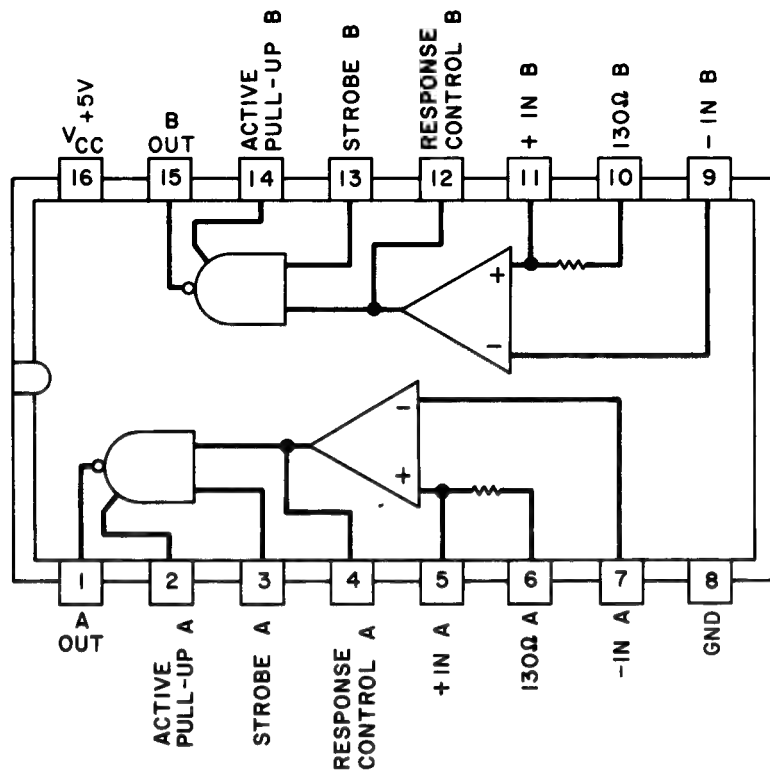 VCC +5V
B
OUT
ACTIVE
PULL-UP B
STROBE B
RESPONSE
CONTROL B
+ IN B
130Ω B
- IN B
16 15 14 13 12 11 10 9
+
-
-
+
1 2 3 4 5 6 7 8
A
OUT
ACTIVE
PULL-UP A
STROBE A
RESPONSE
CONTROL A
+IN A
130Ω A
-IN A
GND